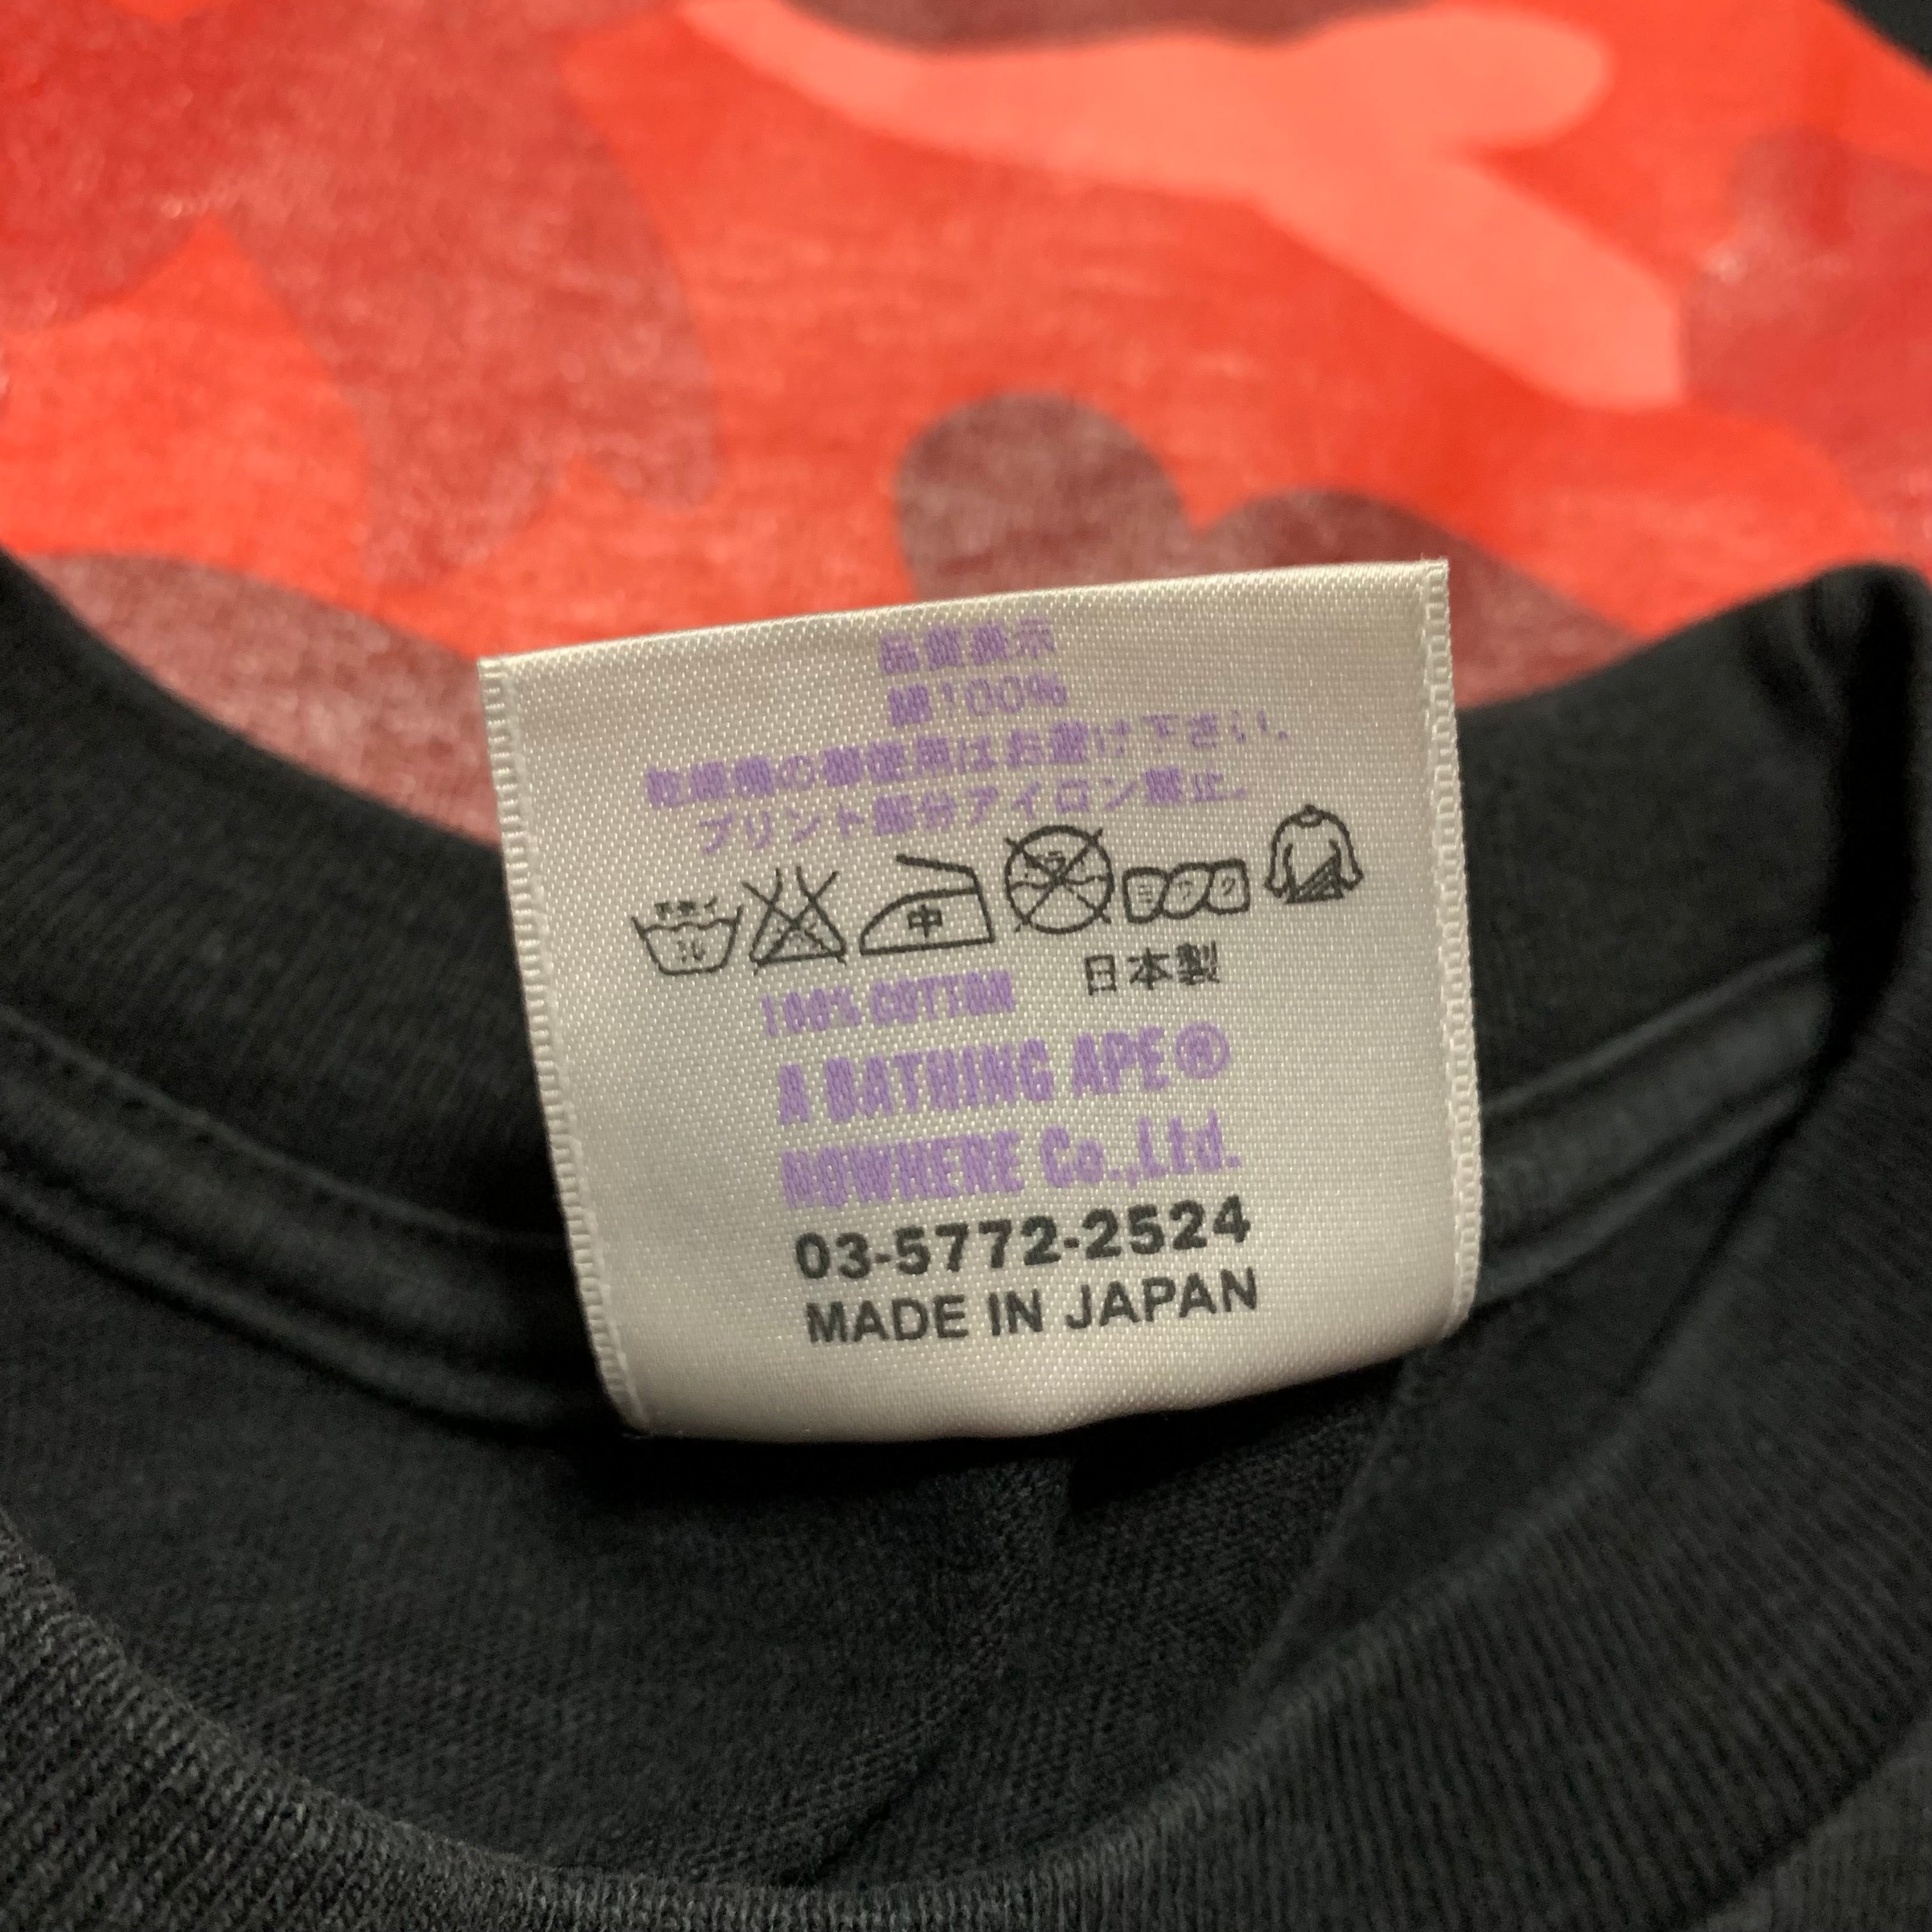 品質表示
綿100%
乾燥機の御使用はお避け下さい。
プリント部分アイロン禁止。
中
日本製
100% COTTON
A BATHING APE®
NOWHERE Co.,Ltd.
03-5772-2524
MADE IN JAPAN